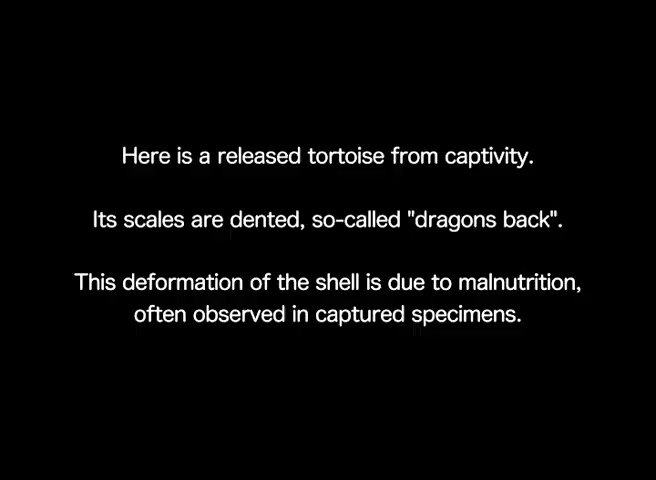 Here is a released tortoise from captivity.
Its scales are dented, so-called "dragons back".
This deformation of the shell is due to malnutrition,
often observed in captured specimens.